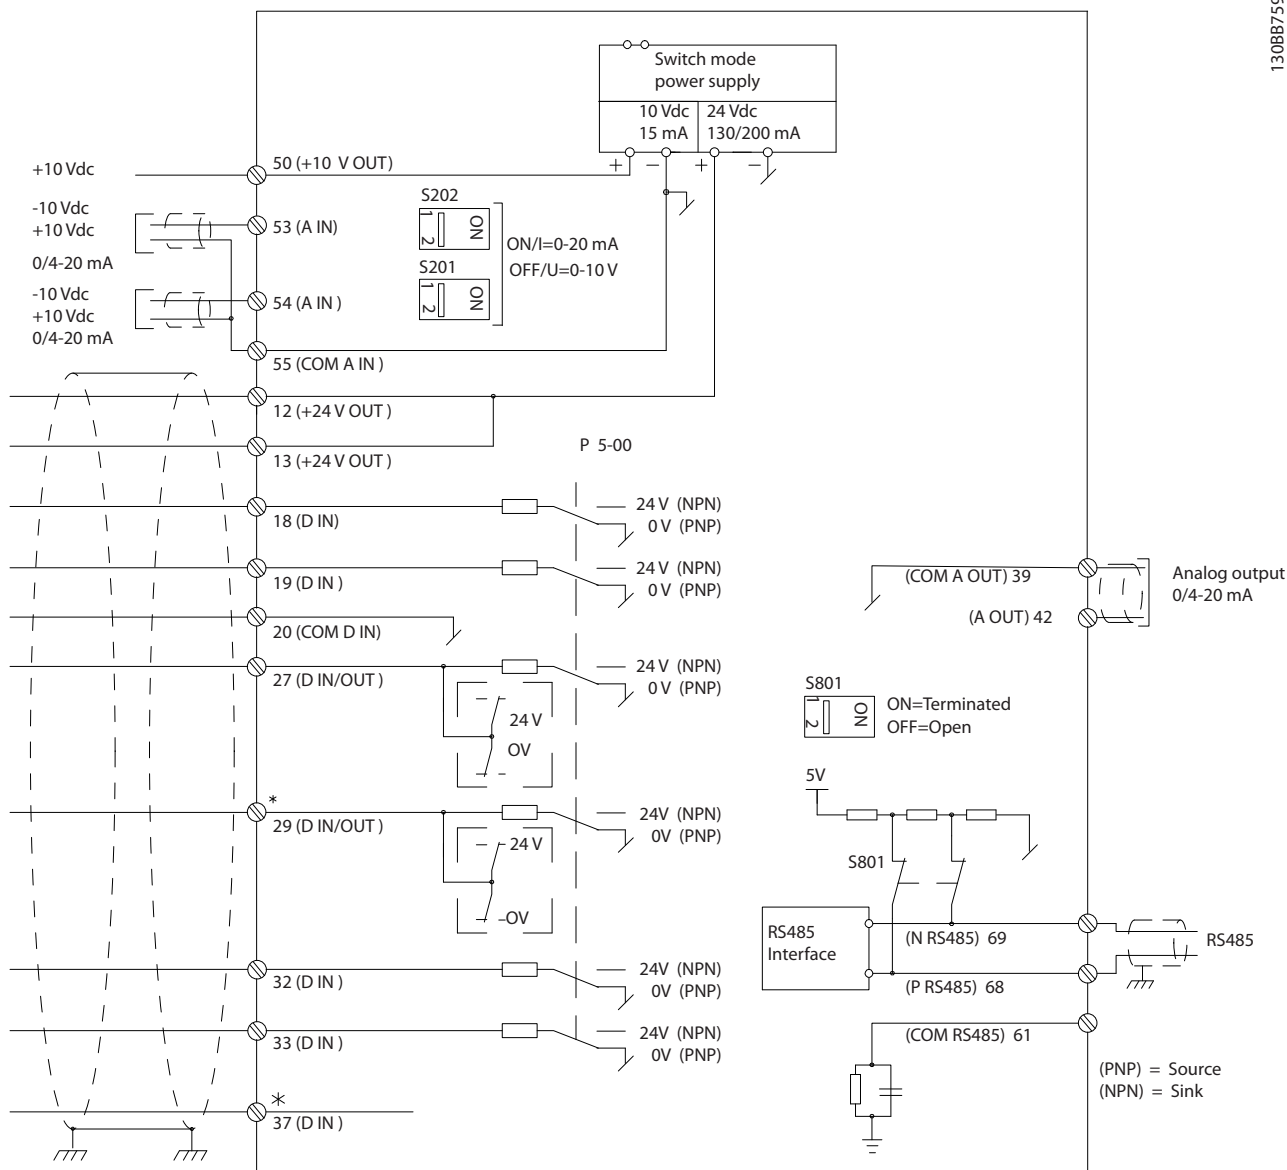 130BB759
Switch mode
power supply
10 Vdc
15 mA
24 Vdc
130/200 mA
+
-
+
-
+10 Vdc
50 (+10 V OUT)
-10 Vdc
+10 Vdc
0/4-20 mA
53 (A IN)
S202
1
2
ON
ON/I=0-20 mA
OFF/U=0-10 V
S201
1
2
ON
-10 Vdc
+10 Vdc
0/4-20 mA
54 (A IN )
55 (COM A IN )
12 (+24 V OUT )
13 (+24 V OUT )
P 5-00
18 (D IN)
24 V (NPN)
0 V (PNP)
19 (D IN )
24 V (NPN)
0 V (PNP)
20 (COM D IN)
27 (D IN/OUT )
24 V (NPN)
0 V (PNP)
24 V
OV
*
29 (D IN/OUT )
24V (NPN)
0V (PNP)
24 V
OV
32 (D IN )
24V (NPN)
0V (PNP)
33 (D IN )
24V (NPN)
0V (PNP)
*
37 (D IN )
(COM A OUT) 39
(A OUT) 42
Analog output
0/4-20 mA
S801
1
2
ON
ON=Terminated
OFF=Open
5V
S801
RS485
Interface
(N RS485) 69
(P RS485) 68
RS485
(COM RS485) 61
(PNP) = Source
(NPN) = Sink